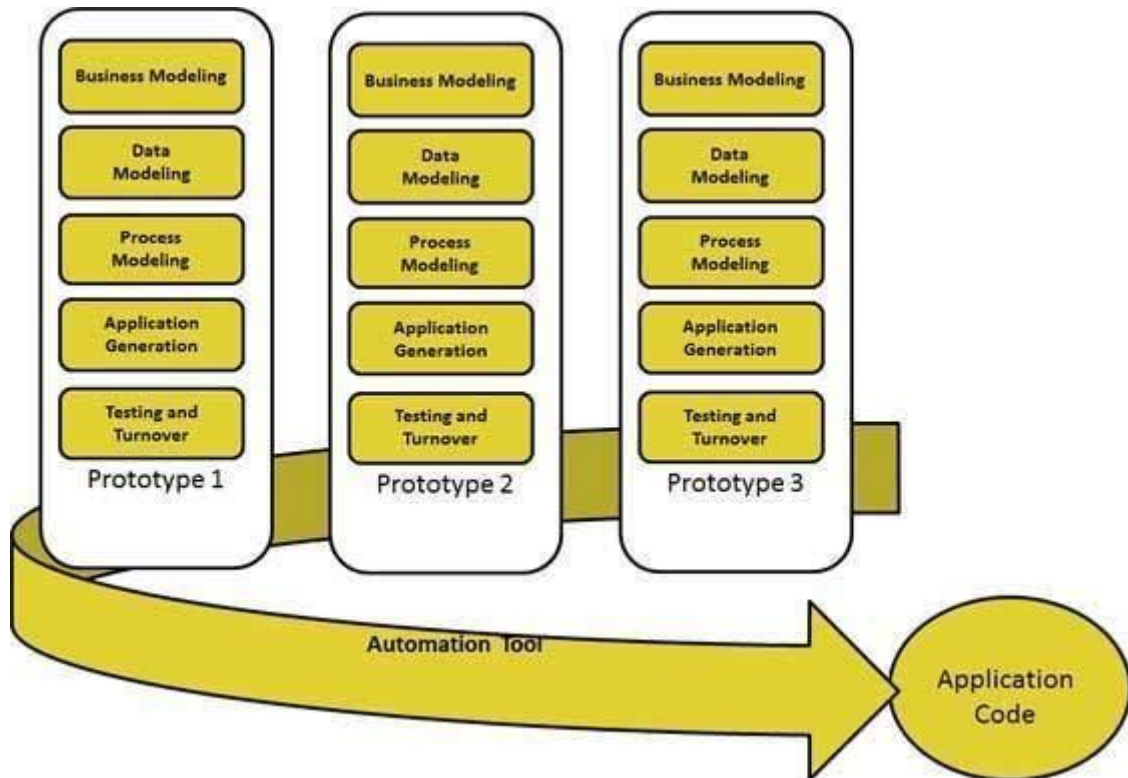 Business Modeling
Data
Modeling
Process
Modeling
Application
Generation
Testing and
Turnover
Prototype 1
Business Modeling
Data
Modeling
Process
Modeling
Application
Generation
Testing and
Turnover
Prototype 2
Business Modeling
Data
Modeling
Process
Modeling
Application
Generation
Testing and
Turnover
Prototype 3
Automation Tool
Application
Code